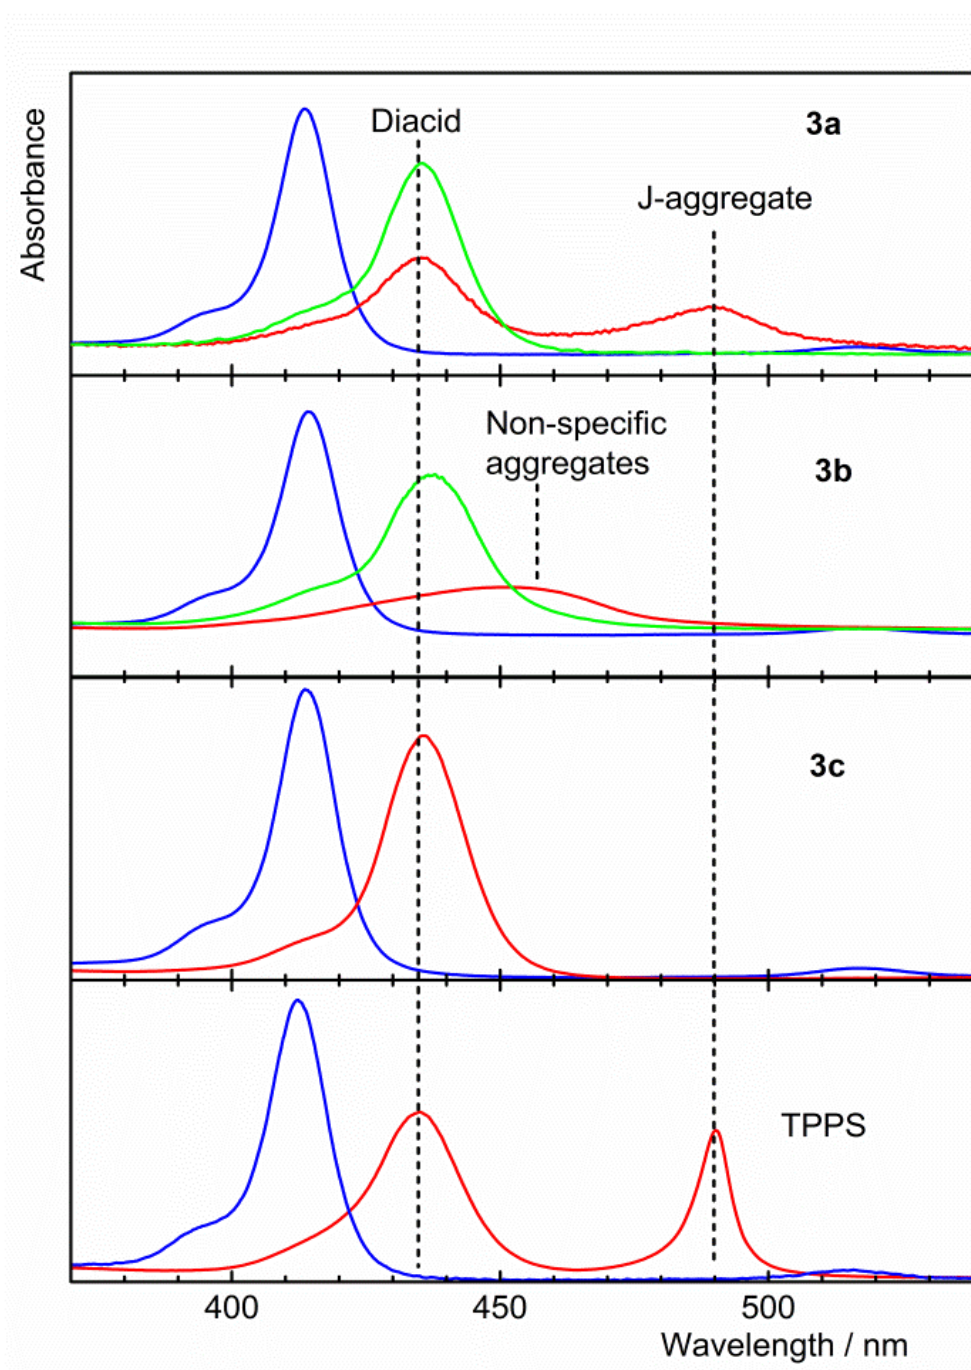 Absorbance
Diacid
3a
J-aggregate
Non-specific
aggregates
3b
3c
TPPS
400
450
500
Wavelength / nm